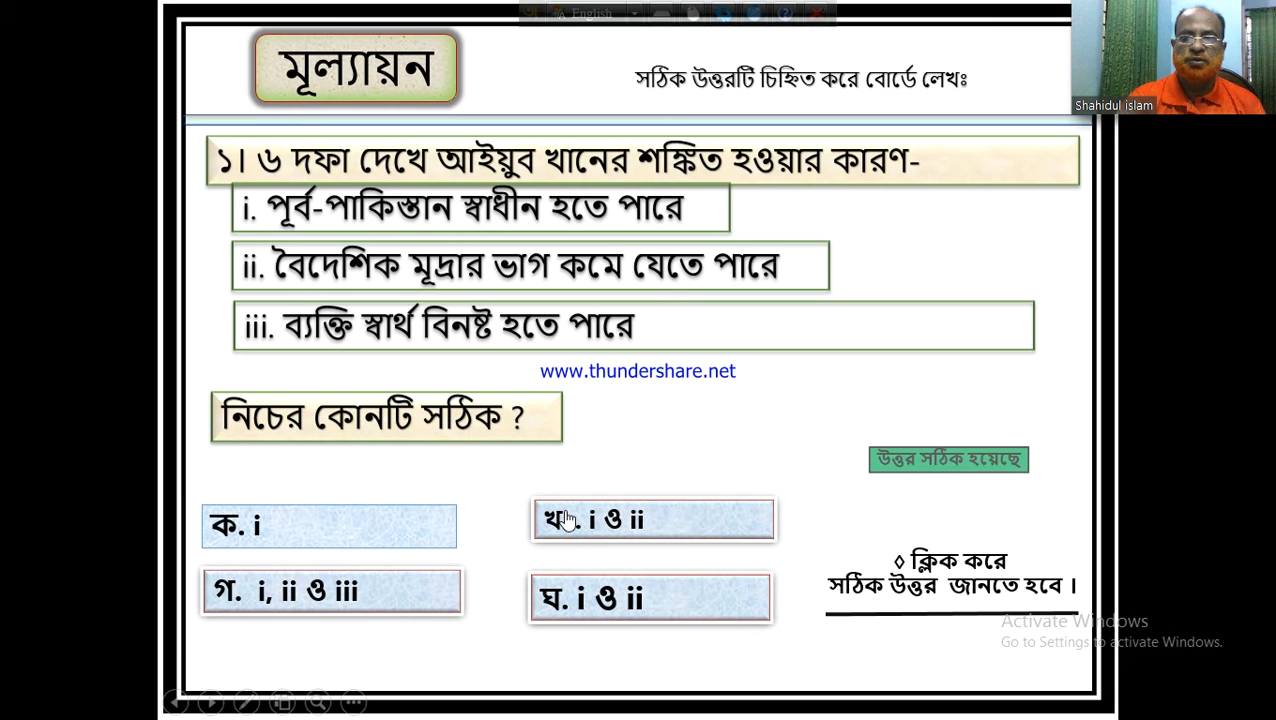 English
মূল্যায়ন
সঠিক উত্তরটি চিহ্নিত করে বোর্ডে লেখঃ
Shahidul islam
১। ৬ দফা দেখে আইয়ুব খানের শঙ্কিত হওয়ার কারণ-
i. পূর্ব-পাকিস্তান স্বাধীন হতে পারে
ii. বৈদেশিক মূদ্রার ভাগ কমে যেতে পারে
iii. ব্যক্তি স্বার্থ বিনষ্ট হতে পারে
www.thundershare.net
নিচের কোনটি সঠিক ?
উত্তর সঠিক হয়েছে
ক. i
খ. i ও ii
গ. i, ii ও iii
ঘ. i ও ii
◊ ক্লিক করে
সঠিক উত্তর জানতে হবে ।
Activate Windows
Go to Settings to activate Windows.